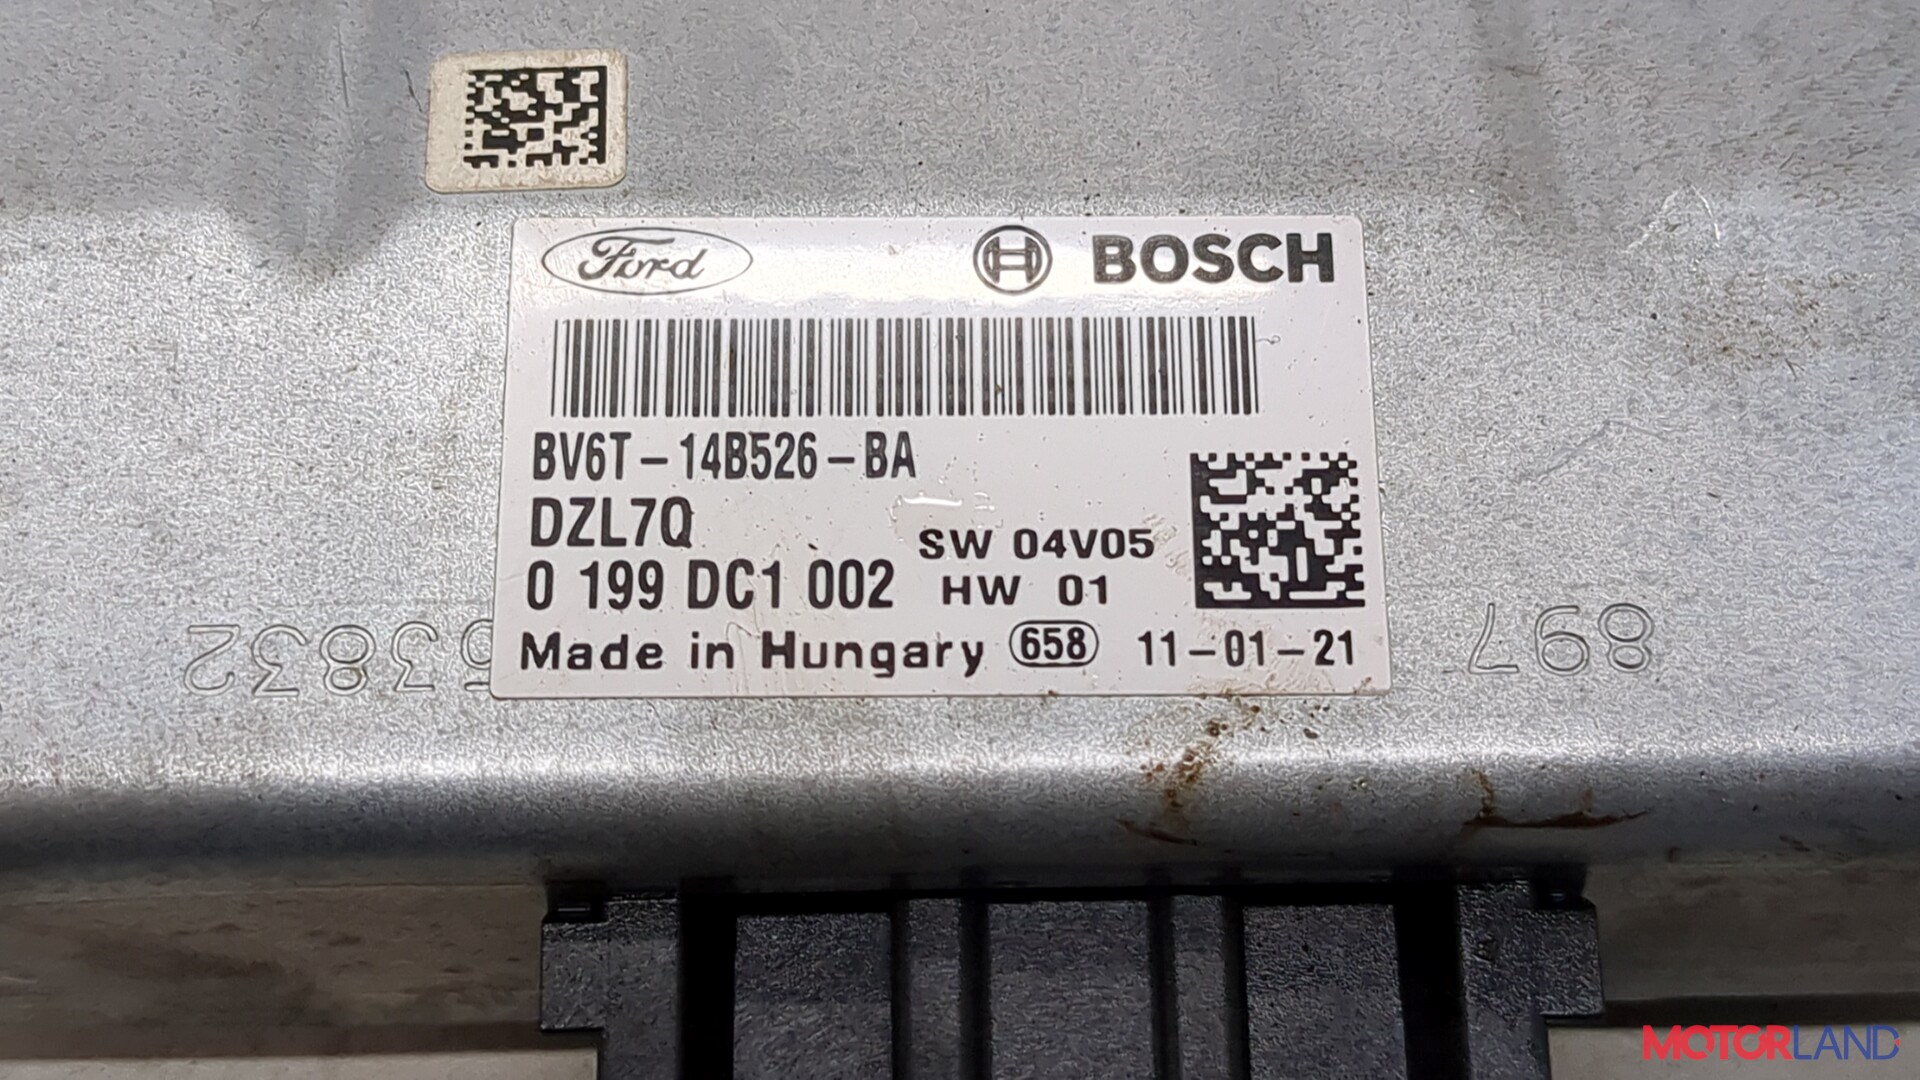 Ford BOSCH
BV6T-14B526-BA
DZL7Q
SW 04V05
0 199 DC1 002 HW 01
Made in Hungary 658 11-01-21
53832
897
MOTORLAND